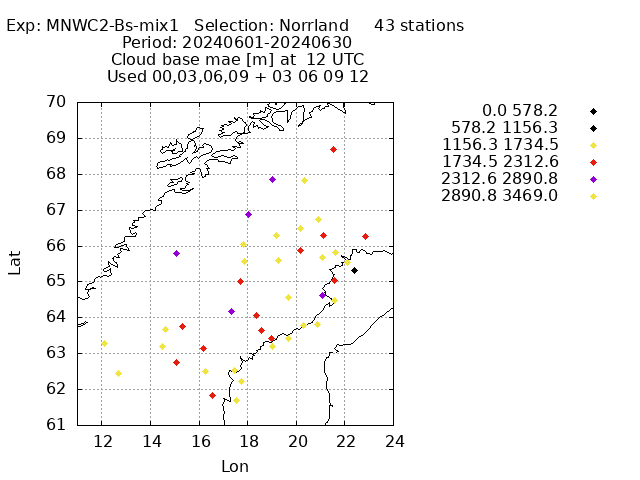 Exp: MNWC2-Bs-mix1   Selection: Norrland     43 stations
Period: 20240601-20240630
Cloud base mae [m] at  12 UTC
Used 00,03,06,09 + 03 06 09 12
0.0 578.2
578.2 1156.3
1156.3 1734.5
1734.5 2312.6
2312.6 2890.8
2890.8 3469.0
70
69
68
67
66
65
64
63
62
61
Lat
12 14 16 18 20 22 24
Lon